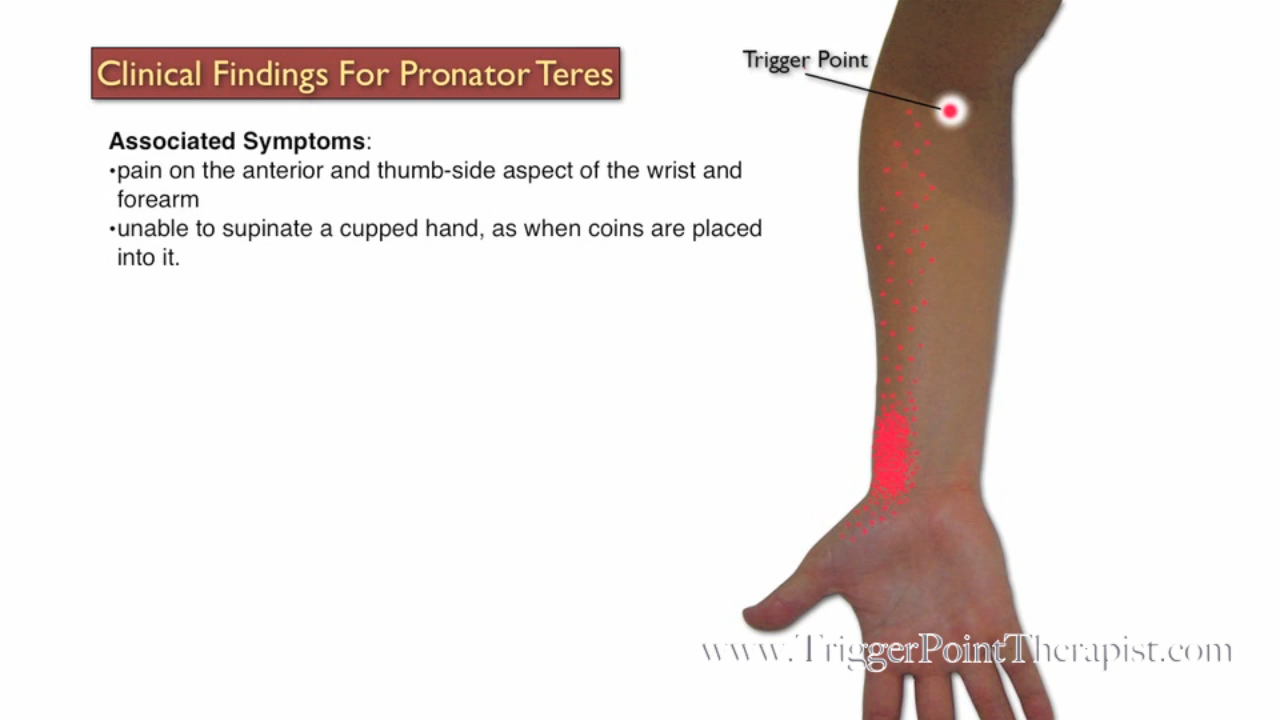 Clinical Findings For Pronator Teres
Trigger Point
Associated Symptoms:
•pain on the anterior and thumb-side aspect of the wrist and
forearm
•unable to supinate a cupped hand, as when coins are placed
into it.
www.TriggerPointTherapist.com